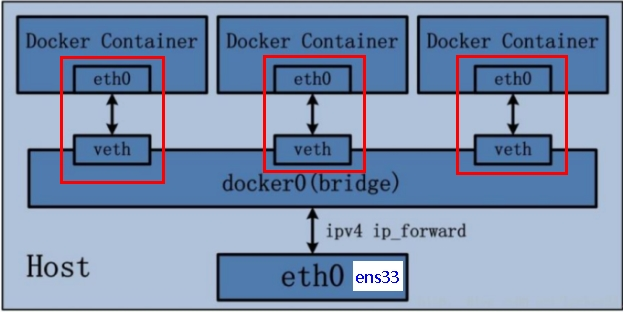 Docker Container
Docker Container
Docker Container
eth0
eth0
eth0
veth
veth
veth
docker0(bridge)
ipv4 ip_forward
Host
eth0 ens33